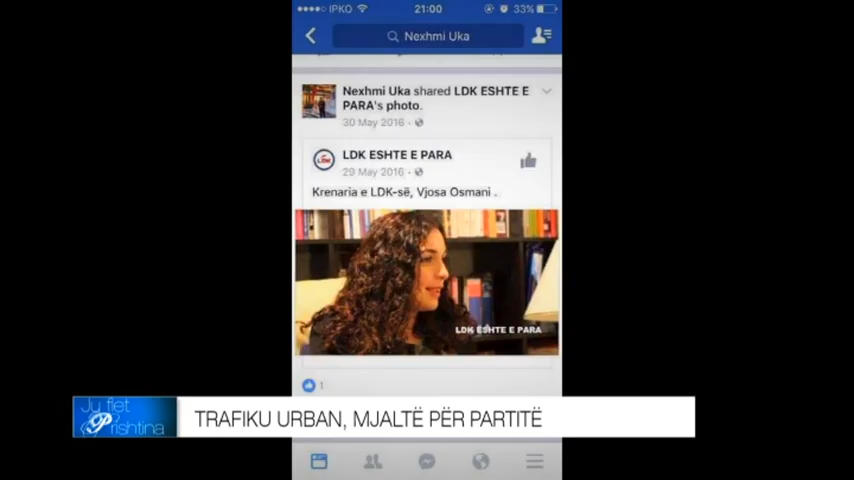 IPKO
21:00
33%
Nexhmi Uka
Nexhmi Uka shared LDK ESHTE E
PARA's photo.
30 May 2016 ·
LDK
LDK ESHTE E PARA
29 May 2016 ·
Krenaria e LDK-së, Vjosa Osmani .
LDK ËSHTE E PARA
1
Ju flet
Prishtina
TRAFIKU URBAN, MJALTË PËR PARTITË